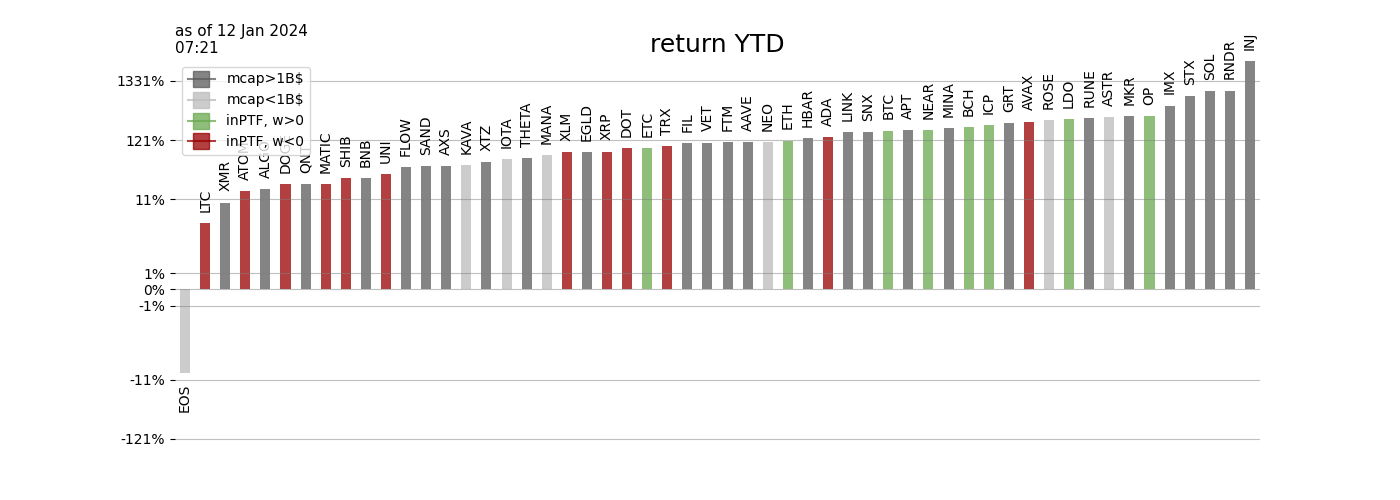 as of 12 Jan 2024
07:21
return YTD
mcap>1B$
mcap<1B$
inPTF, w>0
inPTF, w<0
1331%
121%
11%
1%
0%
-1%
-11%
-121%
EOS
LTC
XMR
ATOM
ALGO
DOGE
QNT
MATIC
SHIB
BNB
UNI
FLOW
SAND
AXS
KAVA
XTZ
IOTA
THETA
MANA
XLM
EGLD
XRP
DOT
ETC
TRX
FIL
VET
FTM
AAVE
NEO
ETH
HBAR
ADA
LINK
SNX
BTC
APT
NEAR
MINA
BCH
ICP
GRT
AVAX
ROSE
LDO
RUNE
ASTR
MKR
OP
IMX
STX
SOL
RNDR
INJ